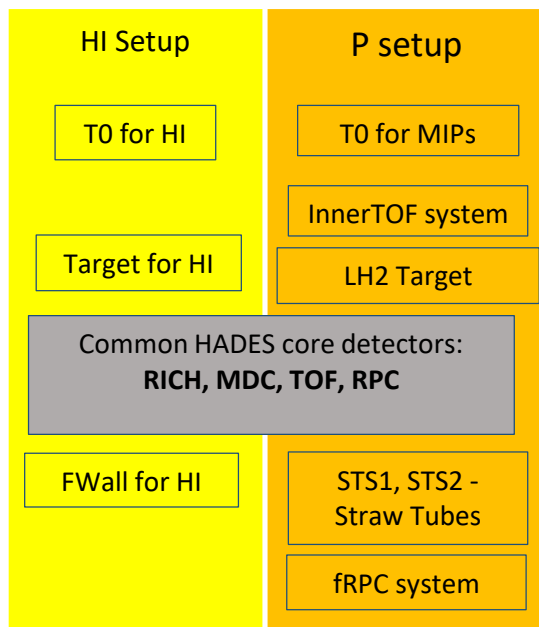 HI Setup
T0 for HI
Target for HI
P setup
T0 for MIPs
InnerTOF system
LH2 Target
Common HADES core detectors:
RICH, MDC, TOF, RPC
FWall for HI
STS1, STS2 -
Straw Tubes
fRPC system